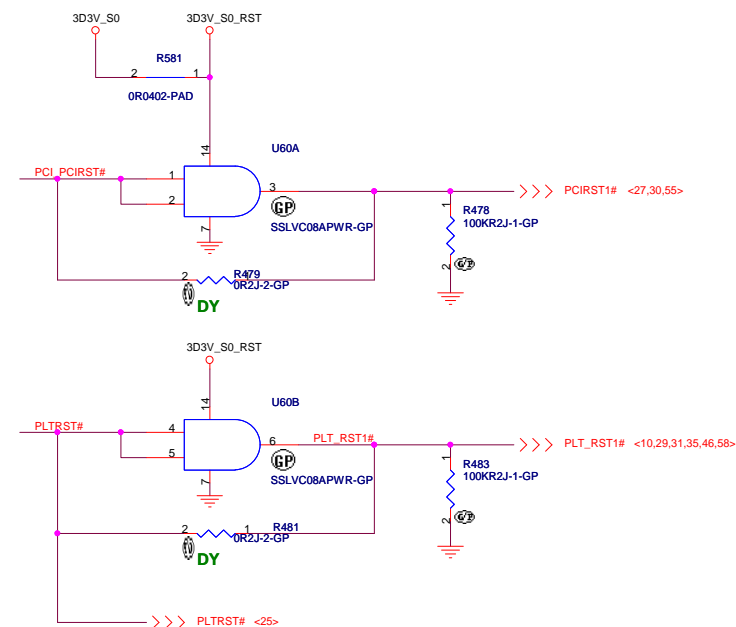 3D3V_S0 3D3V_S0_RST
R581
2 1
0R0402-PAD
14
U60A
PCI_PCIRST#
1
2
3
GP
SSLVC08APWR-GP
7
PCIRST1# <27,30,55>
1
R478
100KR2J-1-GP
2
G/P
2 1
R479
0R2J-2-GP
DY
3D3V_S0_RST
14
U60B
PLTRST#
4
5
6
PLT_RST1#
GP
SSLVC08APWR-GP
7
PLT_RST1# <10,29,31,35,46,58>
1
R483
100KR2J-1-GP
2
G/P
2 1
R481
0R2J-2-GP
DY
PLTRST# <25>